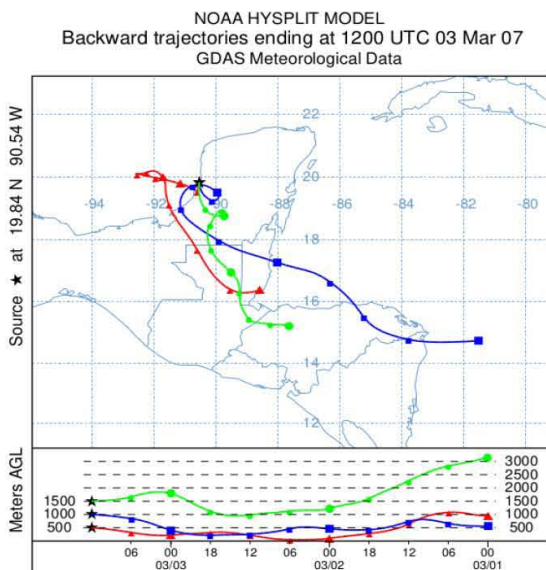 NOAA HYSPLIT MODEL
Backward trajectories ending at 1200 UTC 03 Mar 07
GDAS Meteorological Data
Source ★ at 19.84 N 90.54 W
22
20
-94 -92 -90 -88 -86 -84 -82 -80
18
16
14
12
Meters AGL
3000
2500
2000
1500 1500
1000 1000
500 500
06 00 18 12 06 00 18 12 06 00
03/03 03/02 03/01